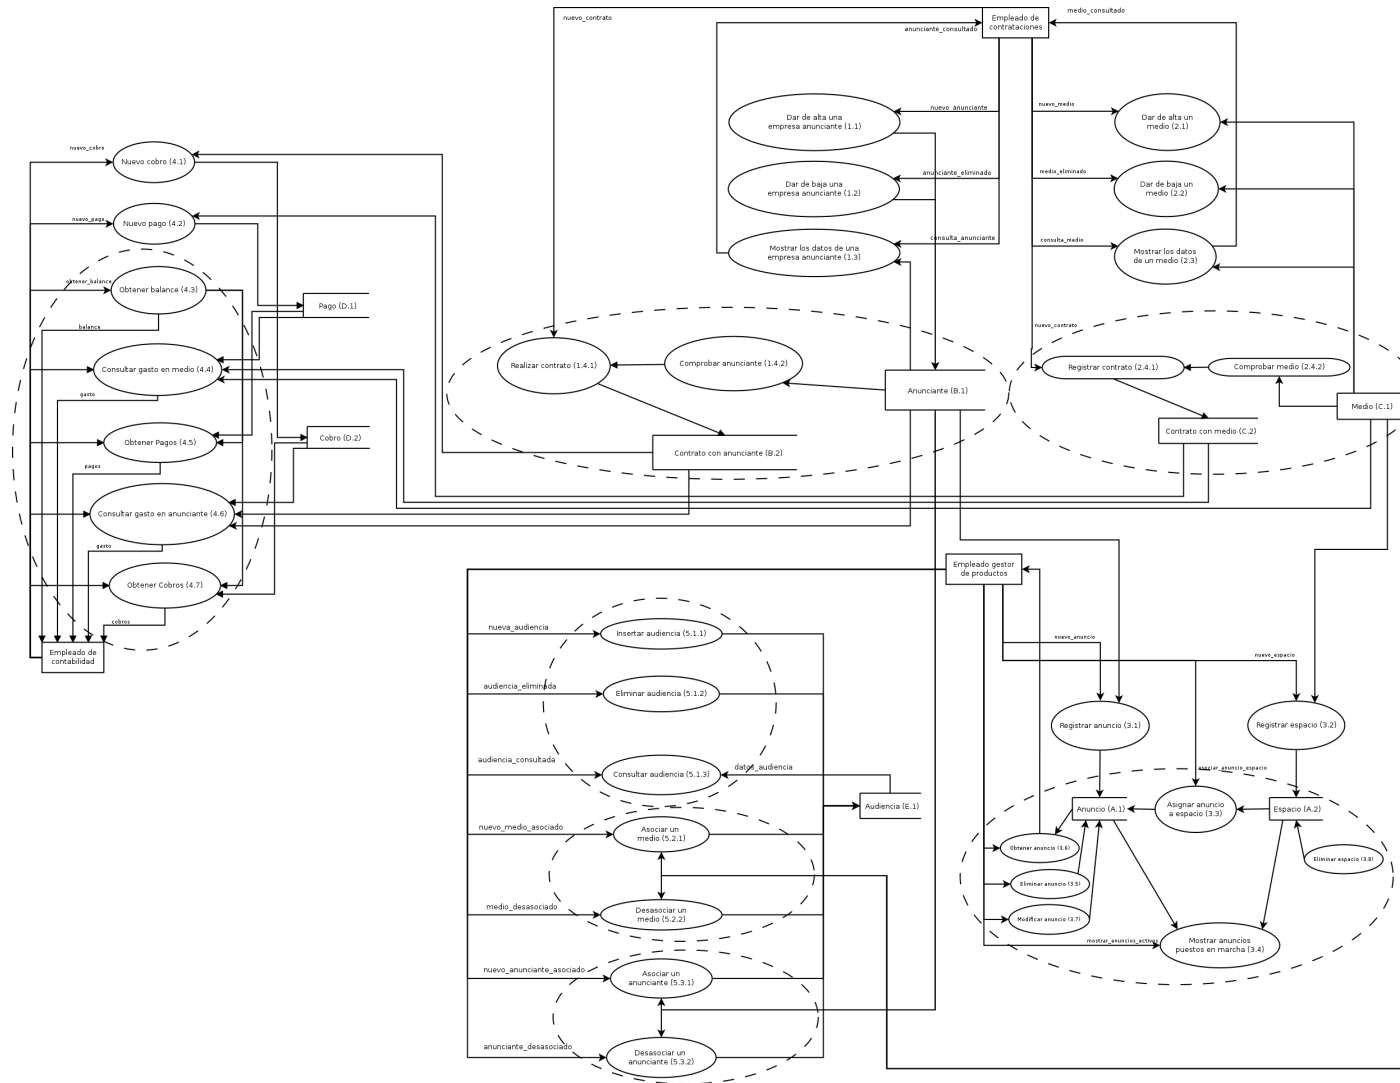 nuevo_contrato
Empleado de
contrataciones
medio_consultado
anunciante_consultado
nuevo_anunciante
Dar de alta una
empresa anunciante (1.1)
nuevo_medio
Dar de alta un
medio (2.1)
anunciante_eliminado
Dar de baja una
empresa anunciante (1.2)
medio_eliminado
Dar de baja un
medio (2.2)
consulta_anunciante
Mostrar los datos de una
empresa anunciante (1.3)
consulta_medio
Mostrar los datos
de un medio (2.3)
nuevo_cobro
Nuevo cobro (4.1)
nuevo_pago
Nuevo pago (4.2)
obtener_balance
Obtener balance (4.3)
balance
Pago (D.1)
Consultar gasto en medio (4.4)
gasto
Obtener Pagos (4.5)
pagos
Cobro (D.2)
Consultar gasto en anunciante (4.6)
gasto
Obtener Cobros (4.7)
cobros
Empleado de
contabilidad
Realizar contrato (1.4.1)
Comprobar anunciante (1.4.2)
Anunciante (B.1)
Contrato con anunciante (B.2)
nuevo_contrato
Registrar contrato (2.4.1)
Comprobar medio (2.4.2)
Medio (C.1)
Contrato con medio (C.2)
Empleado gestor
de productos
nueva_audiencia
Insertar audiencia (5.1.1)
audiencia_eliminada
Eliminar audiencia (5.1.2)
audiencia_consultada
Consultar audiencia (5.1.3)
datos_audiencia
Audiencia (E.1)
nuevo_medio_asociado
Asociar un
medio (5.2.1)
medio_desasociado
Desasociar un
medio (5.2.2)
nuevo_anunciante_asociado
Asociar un
anunciante (5.3.1)
anunciante_desasociado
Desasociar un
anunciante (5.3.2)
nuevo_anuncio
nuevo_espacio
Registrar anuncio (3.1)
Registrar espacio (3.2)
asociar_anuncio_espacio
Anuncio (A.1)
Asignar anuncio
a espacio (3.3)
Espacio (A.2)
Obtener anuncio (3.6)
Eliminar espacio (3.8)
Eliminar anuncio (3.5)
Modificar anuncio (3.7)
mostrar_anuncios_activos
Mostrar anuncios
puestos en marcha (3.4)